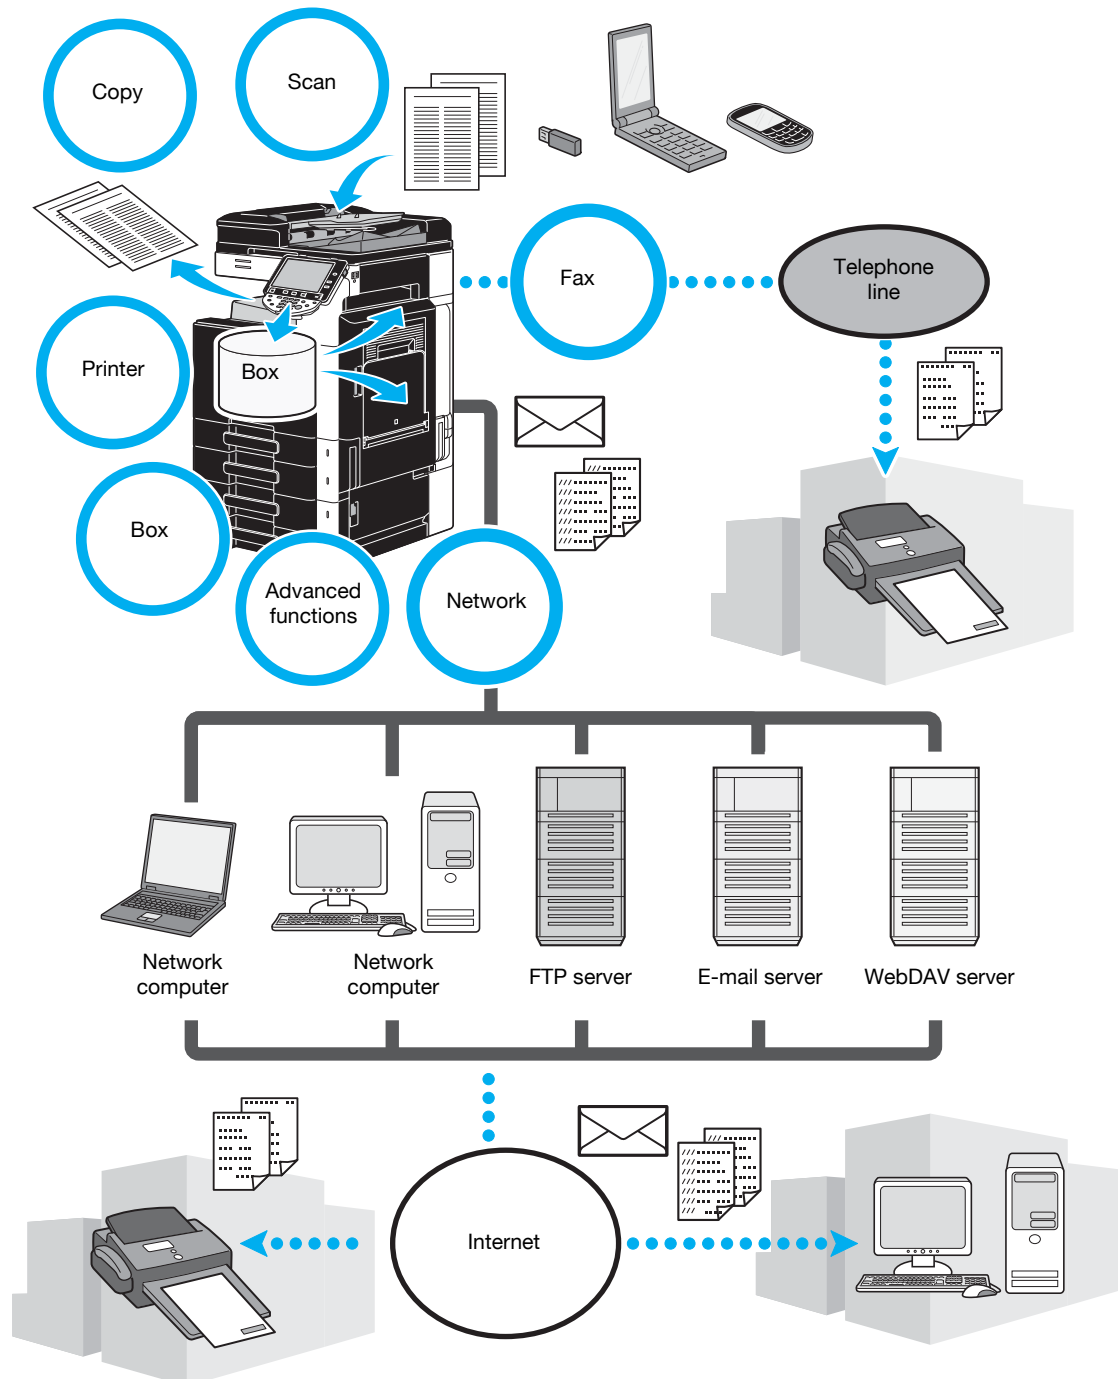 Copy
Scan
Fax
Telephone
line
Printer
Box
Box
Advanced
functions
Network
Network
computer
Network
computer
FTP server
E-mail server
WebDAV server
Internet